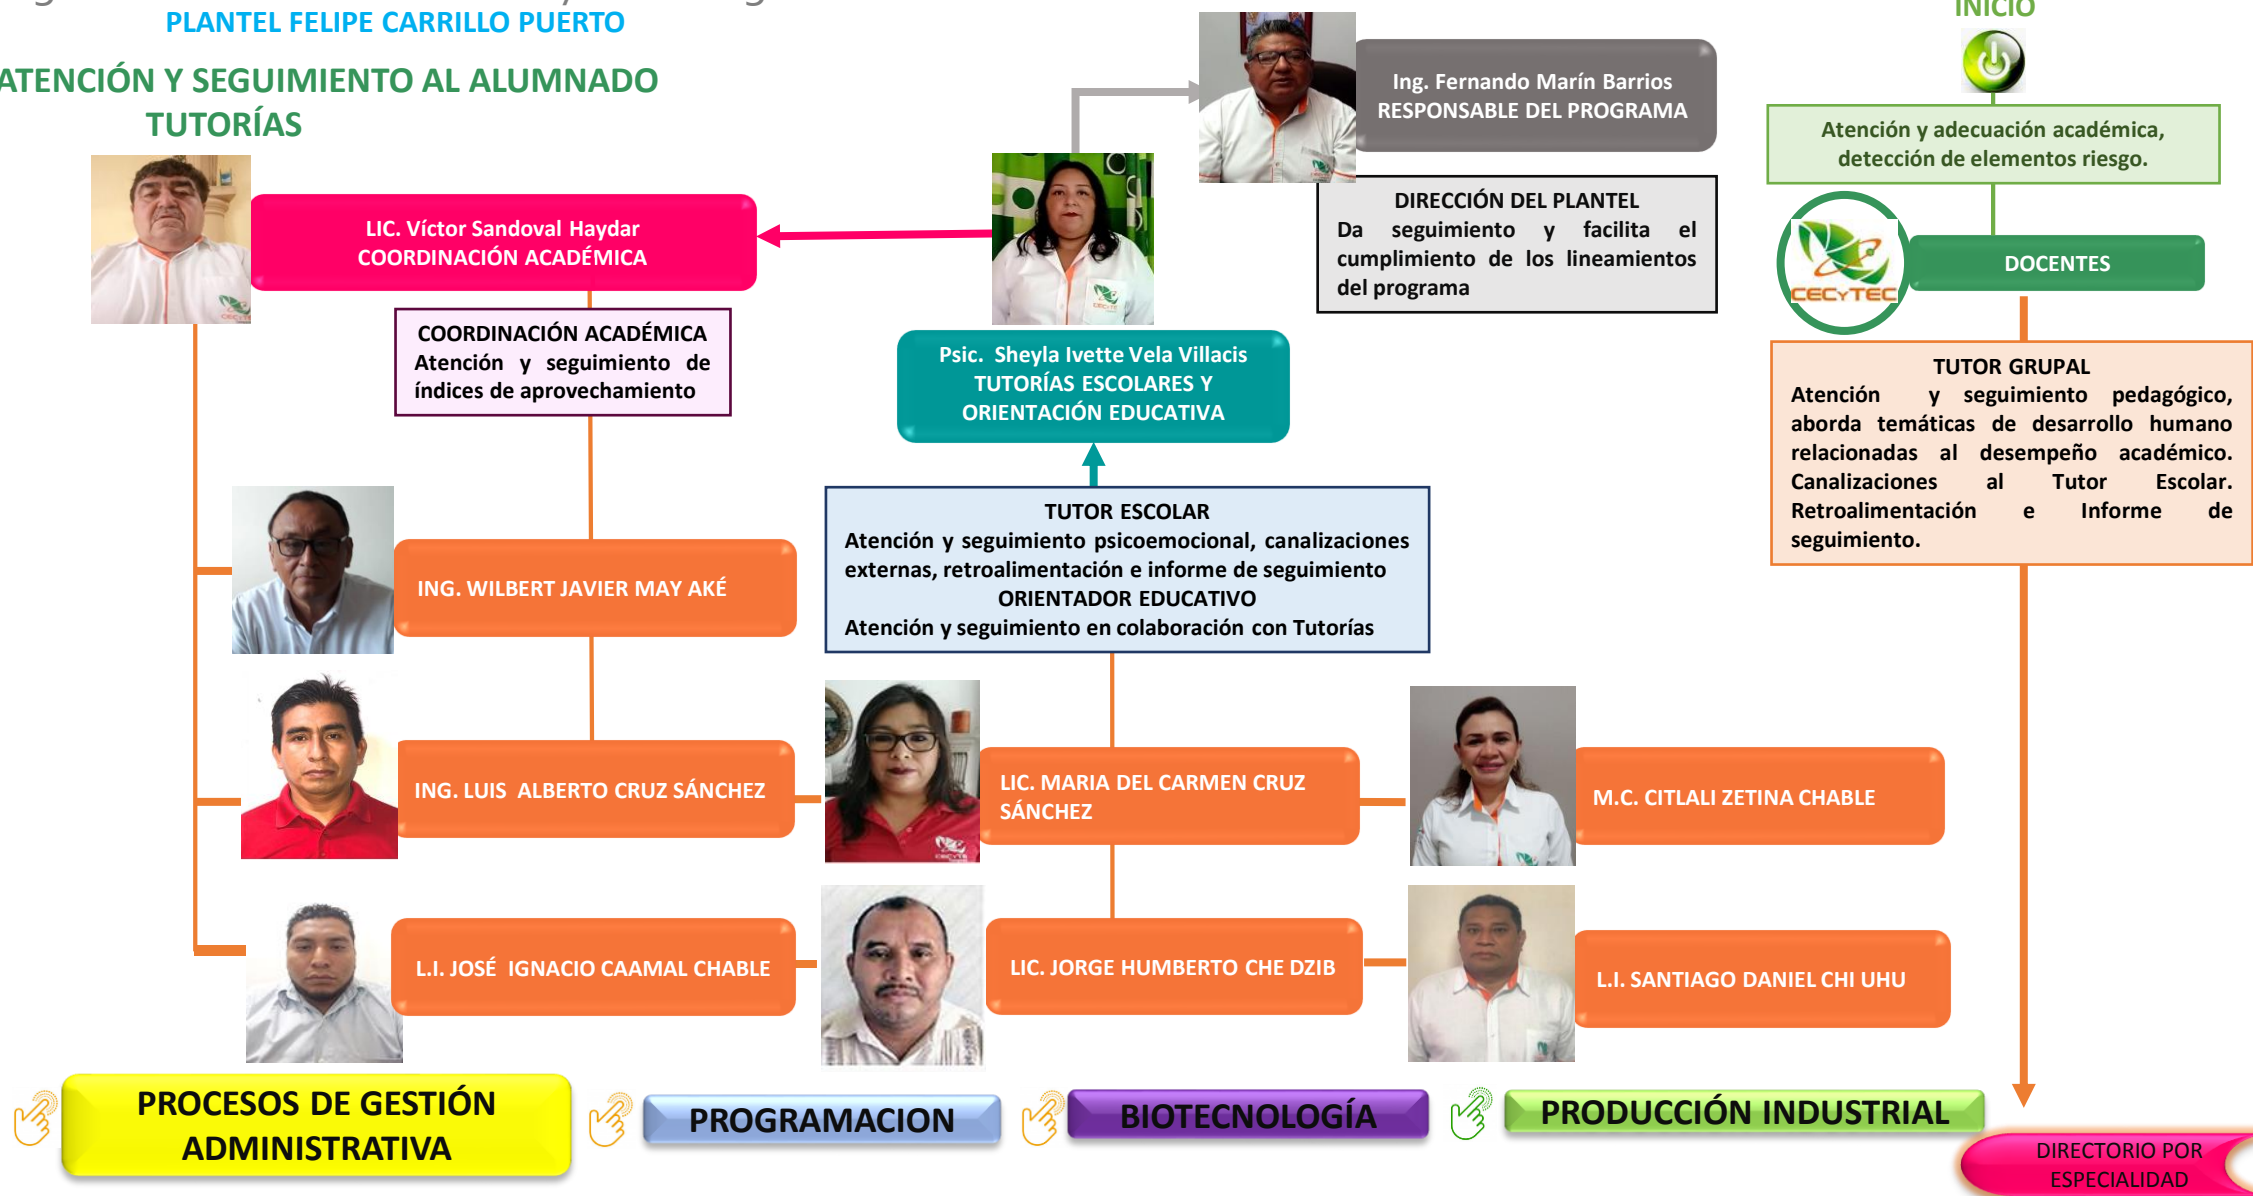 PLANTEL FELIPE CARRILLO PUERTO
ATENCIÓN Y SEGUIMIENTO AL ALUMNADO
TUTORÍAS
Ing. Fernando Marín Barrios
RESPONSABLE DEL PROGRAMA
DIRECCIÓN DEL PLANTEL
Da seguimiento y facilita el
cumplimiento de los lineamientos
del programa
LIC. Víctor Sandoval Haydar
COORDINACIÓN ACADÉMICA
COORDINACIÓN ACADÉMICA
Atención y seguimiento de
índices de aprovechamiento
Psic. Sheyla Ivette Vela Villacis
TUTORÍAS ESCOLARES Y
ORIENTACIÓN EDUCATIVA
TUTOR ESCOLAR
Atención y seguimiento psicoemocional, canalizaciones
externas, retroalimentación e informe de seguimiento
ORIENTADOR EDUCATIVO
Atención y seguimiento en colaboración con Tutorías
INICIO
Atención y adecuación académica,
detección de elementos riesgo.
CECyTEC
DOCENTES
TUTOR GRUPAL
Atención y seguimiento pedagógico,
aborda temáticas de desarrollo humano
relacionadas al desempeño académico.
Canalizaciones al Tutor Escolar.
Retroalimentación e Informe de
seguimiento.
ING. WILBERT JAVIER MAY AKÉ
ING. LUIS ALBERTO CRUZ SÁNCHEZ
LIC. MARIA DEL CARMEN CRUZ
SÁNCHEZ
M.C. CITLALI ZETINA CHABLE
L.I. JOSÉ IGNACIO CAAMAL CHABLE
LIC. JORGE HUMBERTO CHE DZIB
L.I. SANTIAGO DANIEL CHI UHU
PROCESOS DE GESTIÓN
ADMINISTRATIVA
PROGRAMACION
BIOTECNOLOGÍA
PRODUCCIÓN INDUSTRIAL
DIRECTORIO POR
ESPECIALIDAD